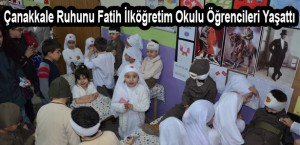 Çanakkale Ruhunu Fatih İlköğretim Okulu Öğrencileri Yaşattı